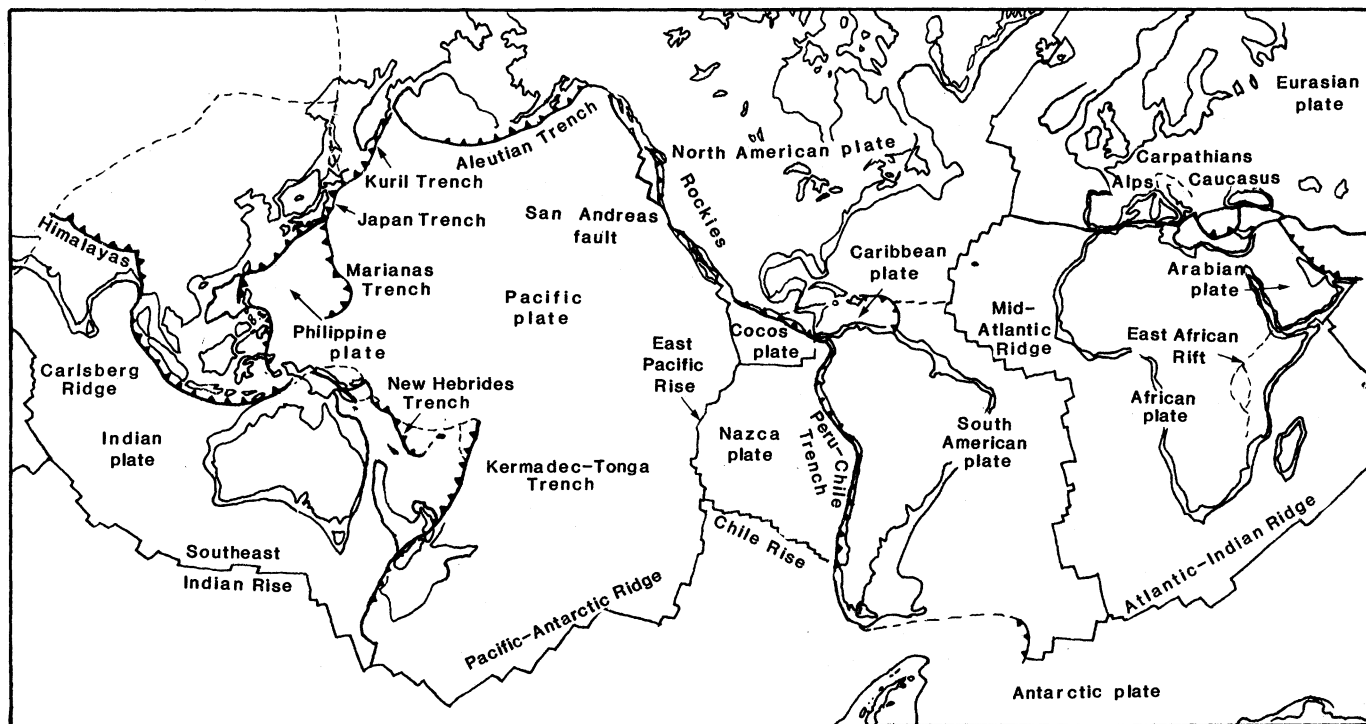 Eurasian
plate
Aleutian Trench
North American plate
Carpathians
Alps
Caucasus
Kuril Trench
Rockies
Japan Trench
San Andreas
fault
Himalayas
Caribbean
plate
Arabian
plate
Marianas
Trench
Pacific
plate
Mid-
Atlantic
Ridge
Philippine
plate
Cocos
plate
East
Pacific
Rise
East African
Rift
Carlsberg
Ridge
New Hebrides
Trench
African
plate
Indian
plate
Nazca
plate
Peru-Chile
Trench
South
American
plate
Kermadec-Tonga
Trench
Chile Rise
Southeast
Indian Rise
Pacific-Antarctic Ridge
Atlantic-Indian Ridge
Antarctic plate